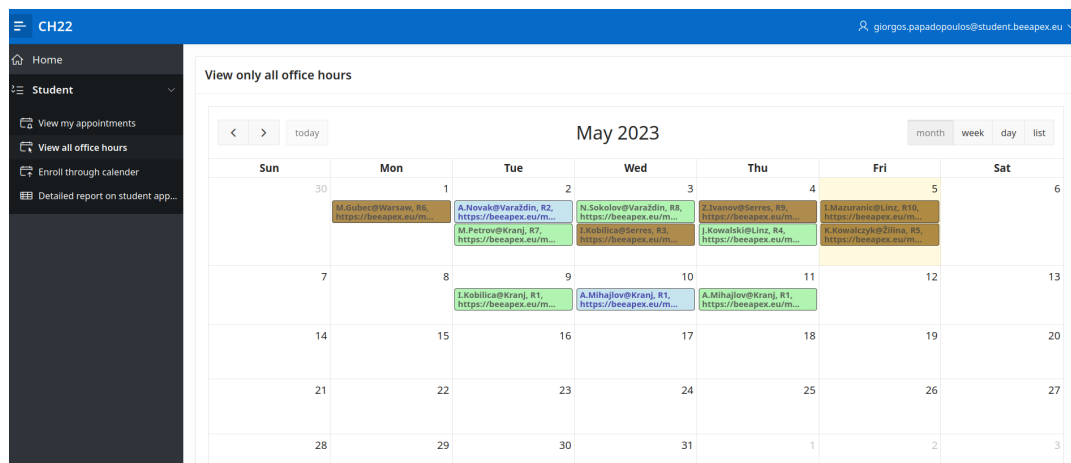 CH22
giorgos.papadopoulos@student.beeapex.eu
Home
Student
View my appointments
View all office hours
Enroll through calender
Detailed report on student app...
View only all office hours
today
May 2023
month week day list
Sun Mon Tue Wed Thu Fri Sat
30 1 2 3 4 5 6
M.Gubec@Warsaw, R6,
https://beeapex.eu/m...
A.Novak@Varaždin, R2,
https://beeapex.eu/m...
M.Petrov@Kranj, R7,
https://beeapex.eu/m...
N.Sokolov@Varaždin, R8,
https://beeapex.eu/m...
I.Kobilica@Serres, R3,
https://beeapex.eu/m...
Z.Ivanov@Serres, R9,
https://beeapex.eu/m...
J.Kowalski@Linz, R4,
https://beeapex.eu/m...
I.Mazuranic@Linz, R10,
https://beeapex.eu/m...
K.Kowalczyk@Žilina, R5,
https://beeapex.eu/m...
7 8 9 10 11 12 13
I.Kobilica@Kranj, R1,
https://beeapex.eu/m...
A.Mihajlov@Kranj, R1,
https://beeapex.eu/m...
A.Mihajlov@Kranj, R1,
https://beeapex.eu/m...
14 15 16 17 18 19 20
21 22 23 24 25 26 27
28 29 30 31 1 2 3